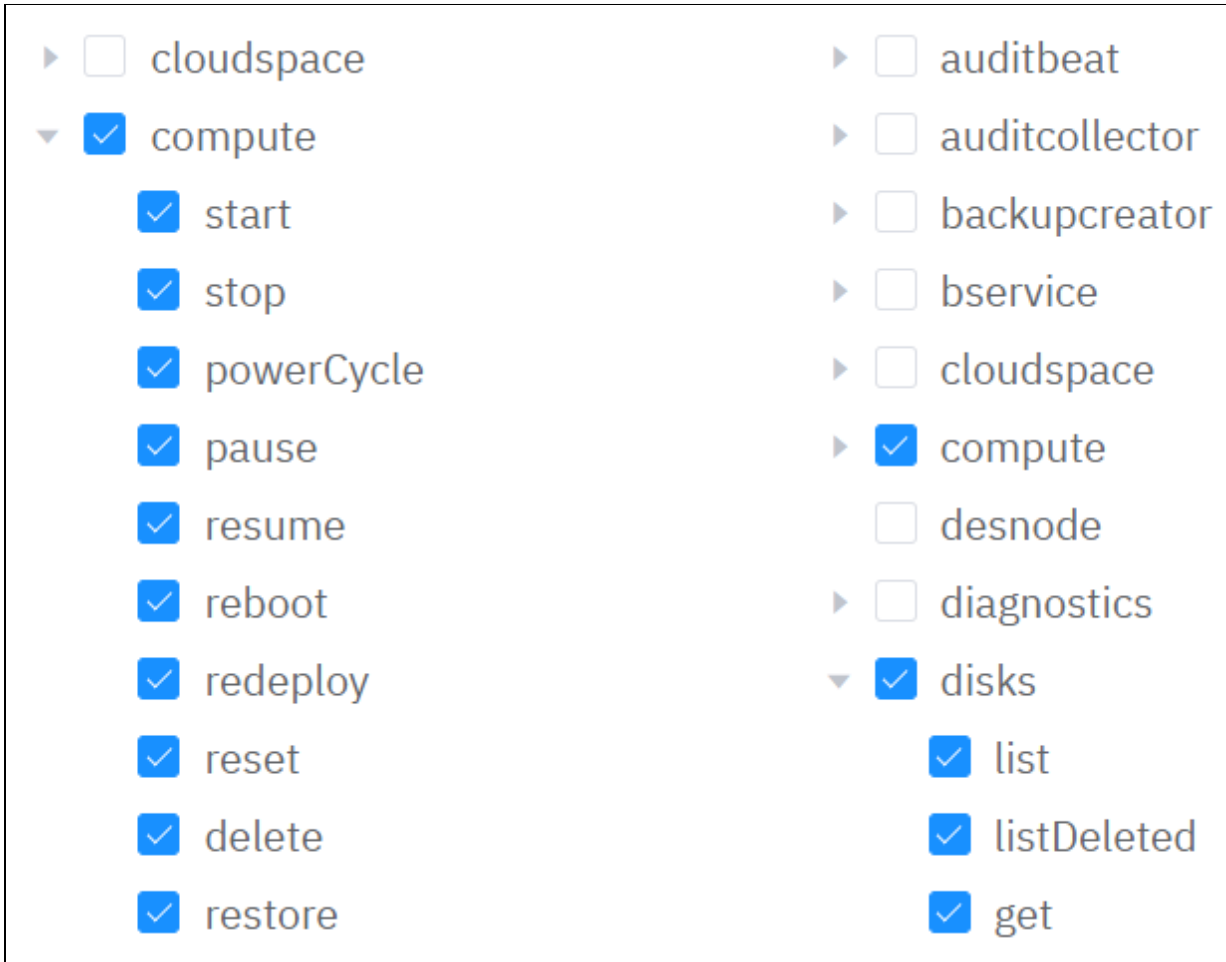 cloudspace
compute
start
stop
powerCycle
pause
resume
reboot
redeploy
reset
delete
restore
auditbeat
auditcollector
backupcreator
bservice
cloudspace
compute
desnode
diagnostics
disks
list
listDeleted
get